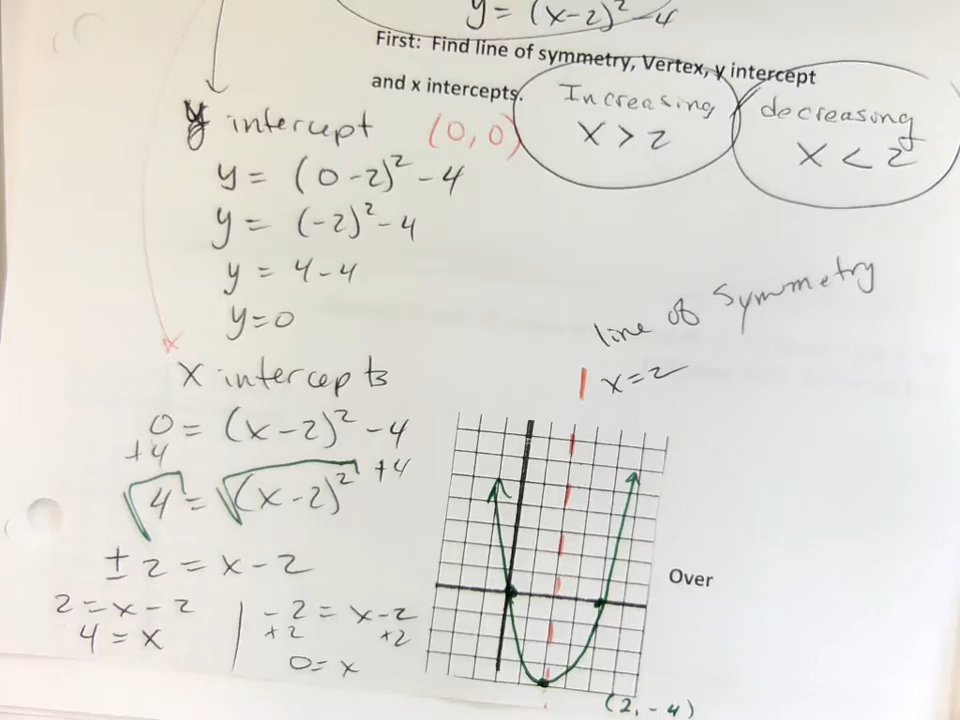 y = (x-2)² -4
First: Find line of symmetry, Vertex, y intercept
and x intercepts.
Increasing
x > 2
decreasing
x < 2
y intercept (0, 0)
y = (0-2)² -4
y = (-2)² -4
y = 4-4
y=0
line of Symmetry
x=2
x intercepts
0 = (x-2)² -4
+4 +4
√4 = √(x-2)²
± 2 = x-2
2 = x-2
4 = x
-2 = x-2
+2 +2
0=x
Over
(2, -4)